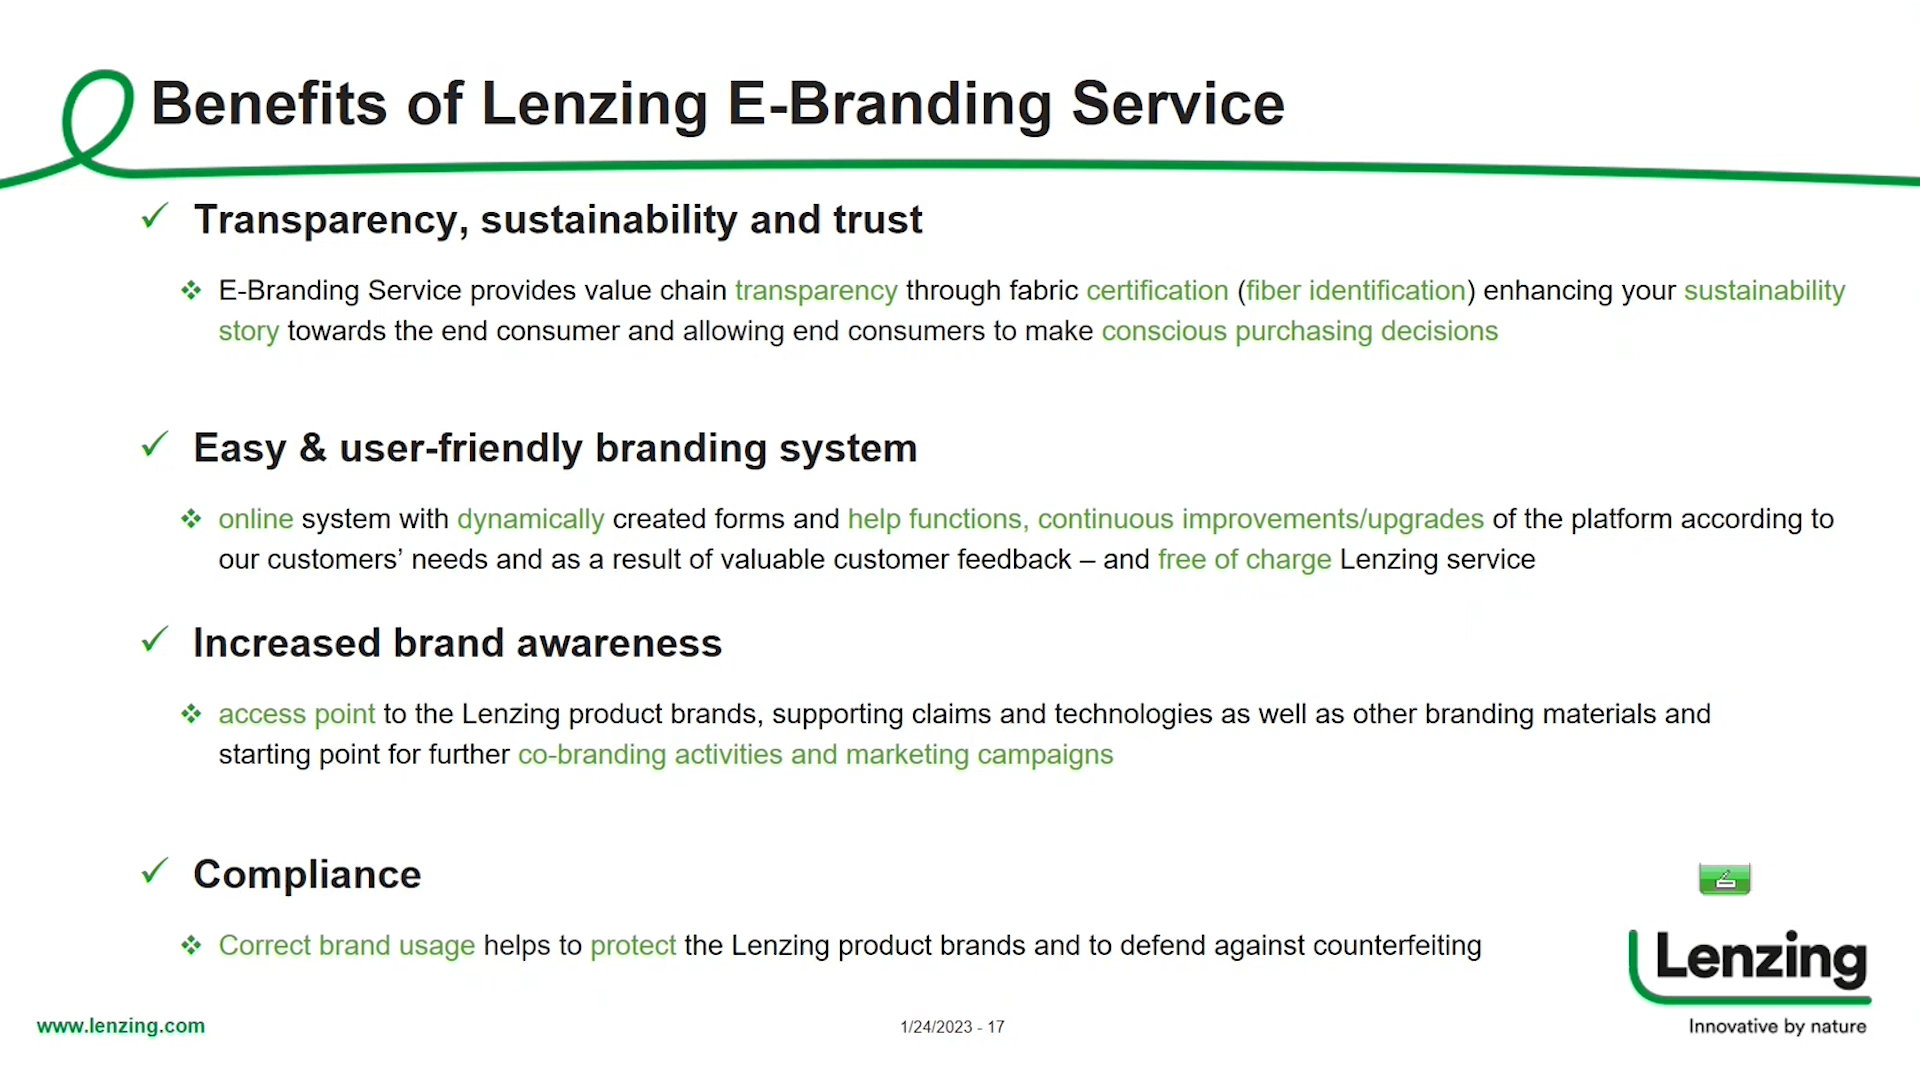 Benefits of Lenzing E-Branding Service
Transparency, sustainability and trust
E-Branding Service provides value chain transparency through fabric certification (fiber identification) enhancing your sustainability
story towards the end consumer and allowing end consumers to make conscious purchasing decisions
Easy & user-friendly branding system
online system with dynamically created forms and help functions, continuous improvements/upgrades of the platform according to
our customers’ needs and as a result of valuable customer feedback – and free of charge Lenzing service
Increased brand awareness
access point to the Lenzing product brands, supporting claims and technologies as well as other branding materials and
starting point for further co-branding activities and marketing campaigns
Compliance
Correct brand usage helps to protect the Lenzing product brands and to defend against counterfeiting
Lenzing
Innovative by nature
www.lenzing.com
1/24/2023 - 17